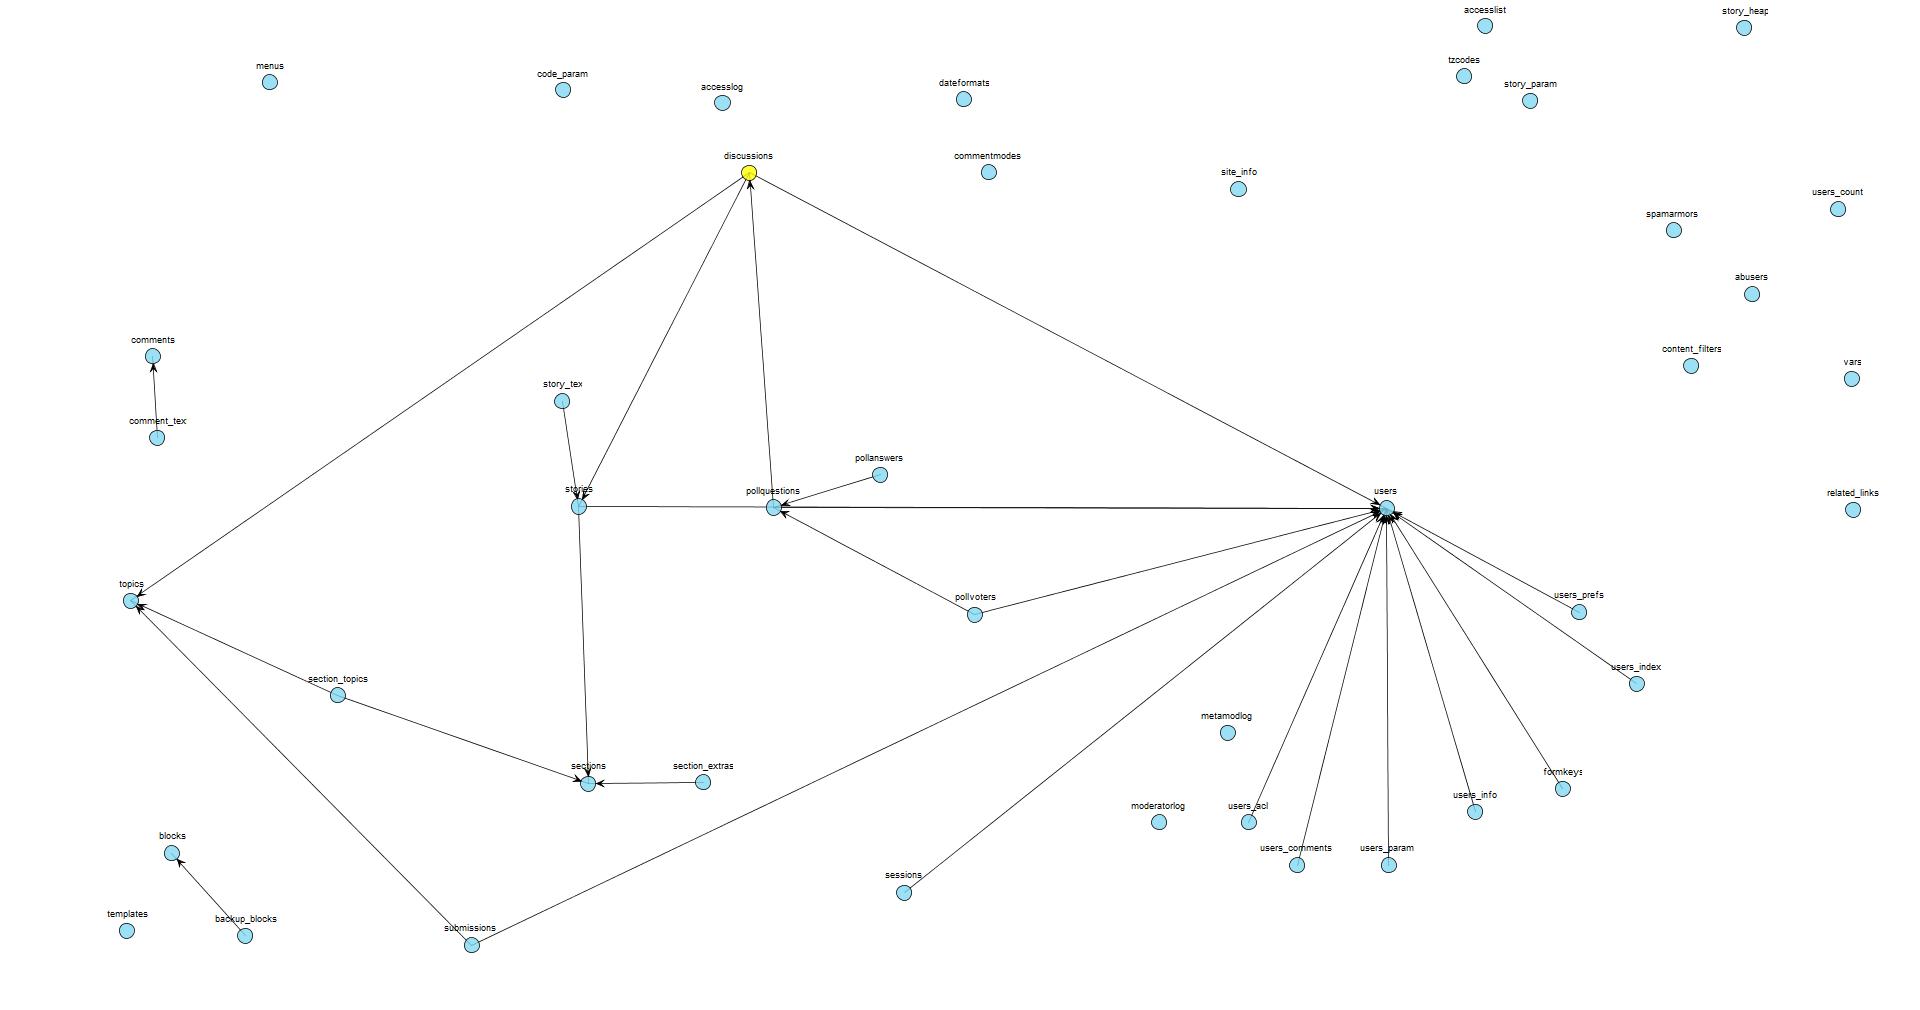 accesslist
story_heap
menus
code_param
accesslog
dateformats
tzcodes
story_param
discussions
commentmodes
site_info
users_count
spamarmors
abusers
comments
content_filters
vars
story_tex
comment_tex
pollanswers
stories
pollquestions
users
related_links
topics
pollvoters
users_prefs
users_index
section_topics
metamodlog
sections
section_extras
formkeys
users_info
moderatorlog
users_acl
blocks
users_comments
users_param
sessions
templates
backup_blocks
submissions